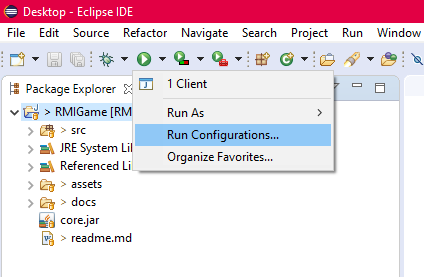 Desktop - Eclipse IDE
File Edit Source Refactor Navigate Search Project Run Window
Package Explorer
1 Client
> RMIGame [RM
Run As
> src
Run Configurations...
JRE System Li
Organize Favorites...
Referenced Li
> assets
> docs
core.jar
> readme.md